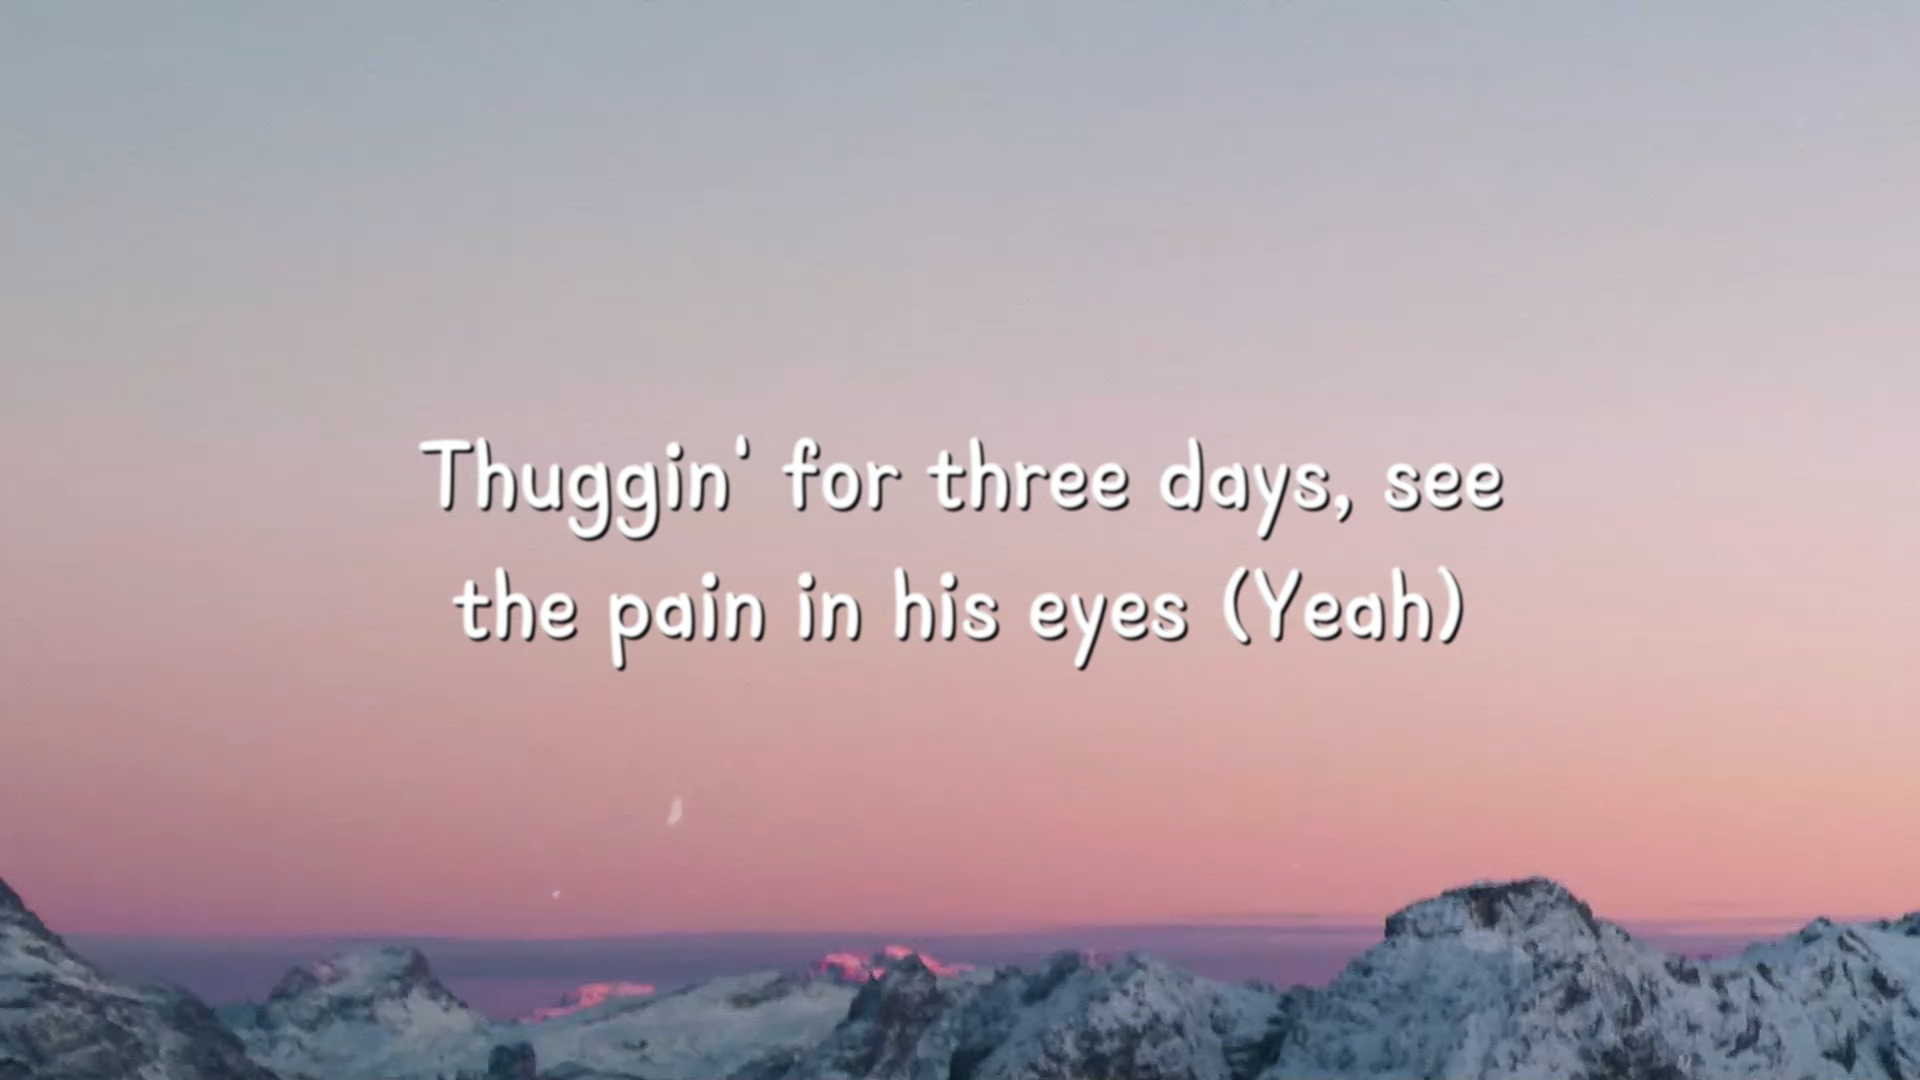 Thuggin' for three days, see
the pain in his eyes (Yeah)